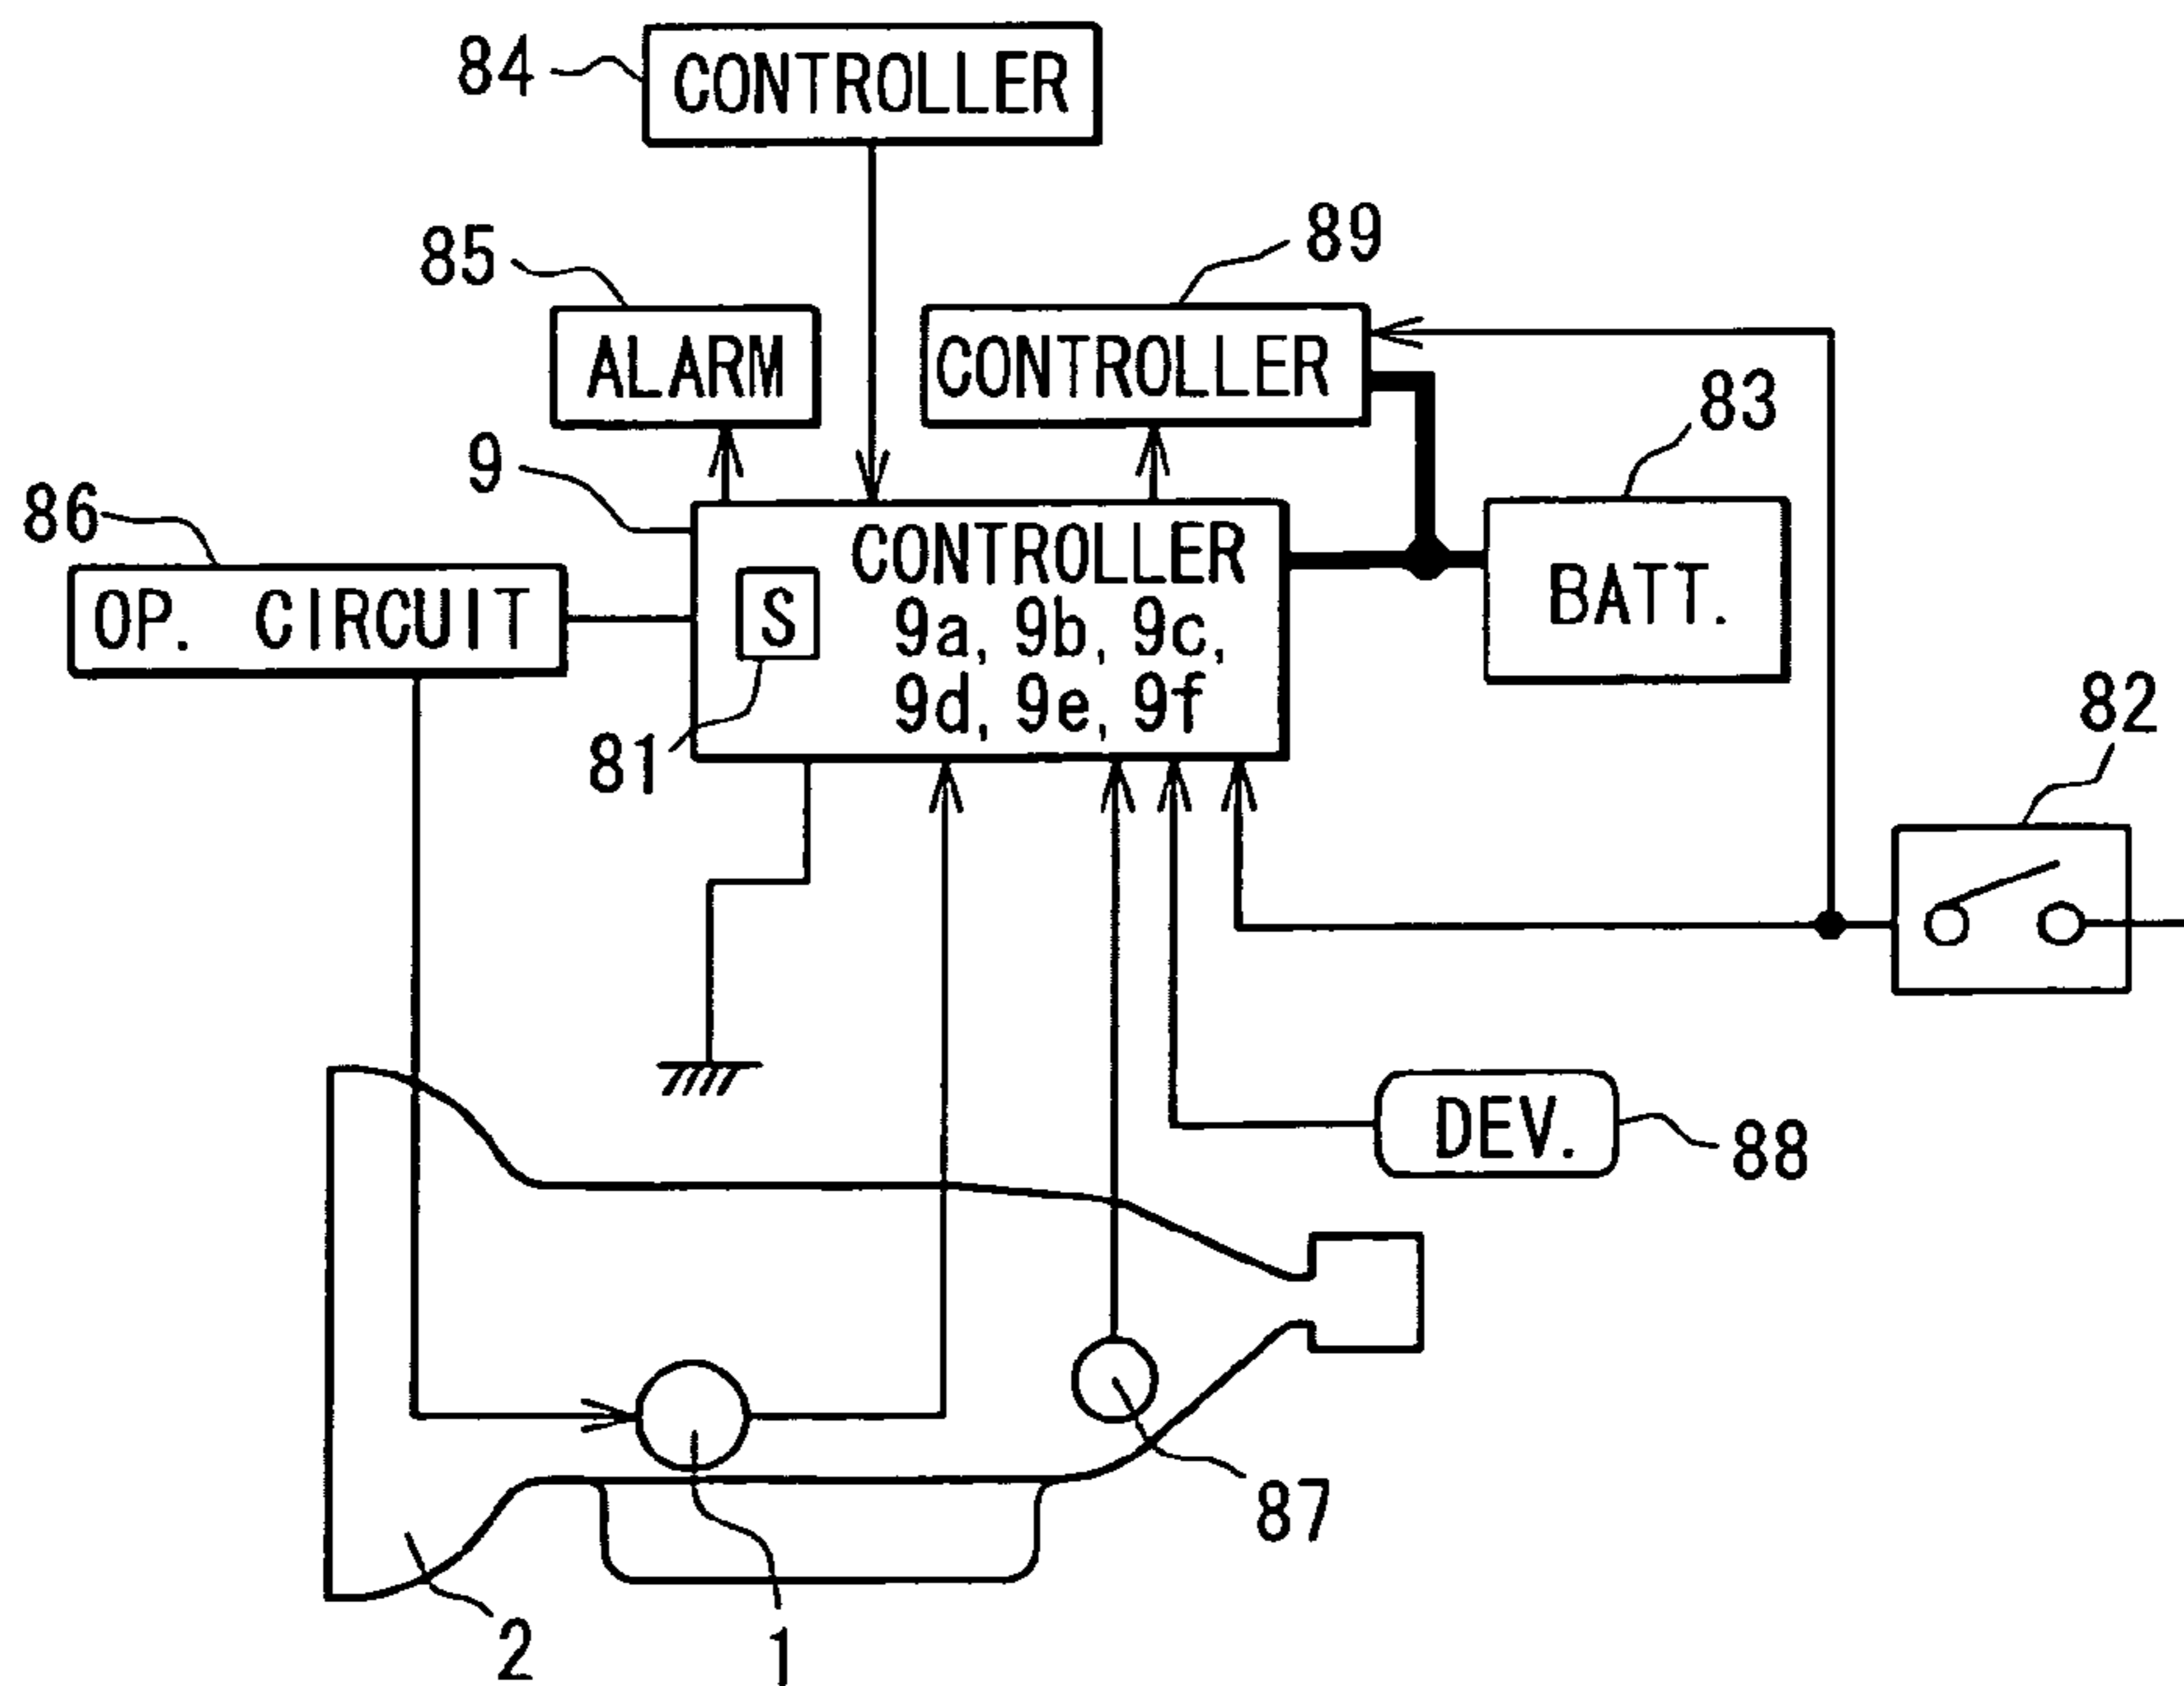 84
CONTROLLER
89
85
ALARM
CONTROLLER
83
9
86
CONTROLLER
OP. CIRCUIT
S
9a, 9b, 9c,
9d, 9e, 9f
BATT.
81
82
DEV.
88
87
2
1